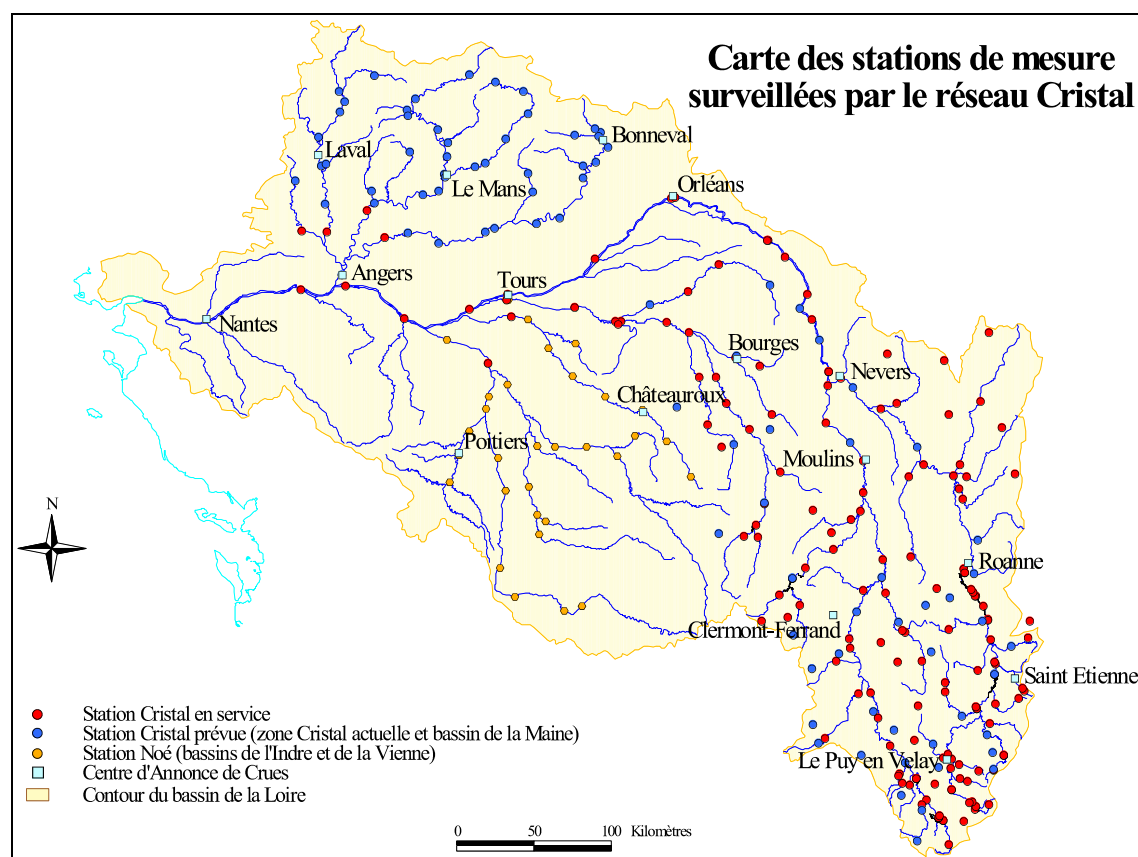 Carte des stations de mesure
surveillées par le réseau Cristal
Bonneval
Laval
Le Mans
Orléans
Angers
Tours
Nantes
Bourges
Nevers
Châteauroux
Poitiers
Moulins
N
Roanne
Clermont-Ferrand
Saint Etienne
Station Cristal en service
Station Cristal prévue (zone Cristal actuelle et bassin de la Maine)
Station Noé (bassins de l'Indre et de la Vienne)
Le Puy en Velay
Centre d'Annonce de Crues
Contour du bassin de la Loire
0 50 100 Kilomètres